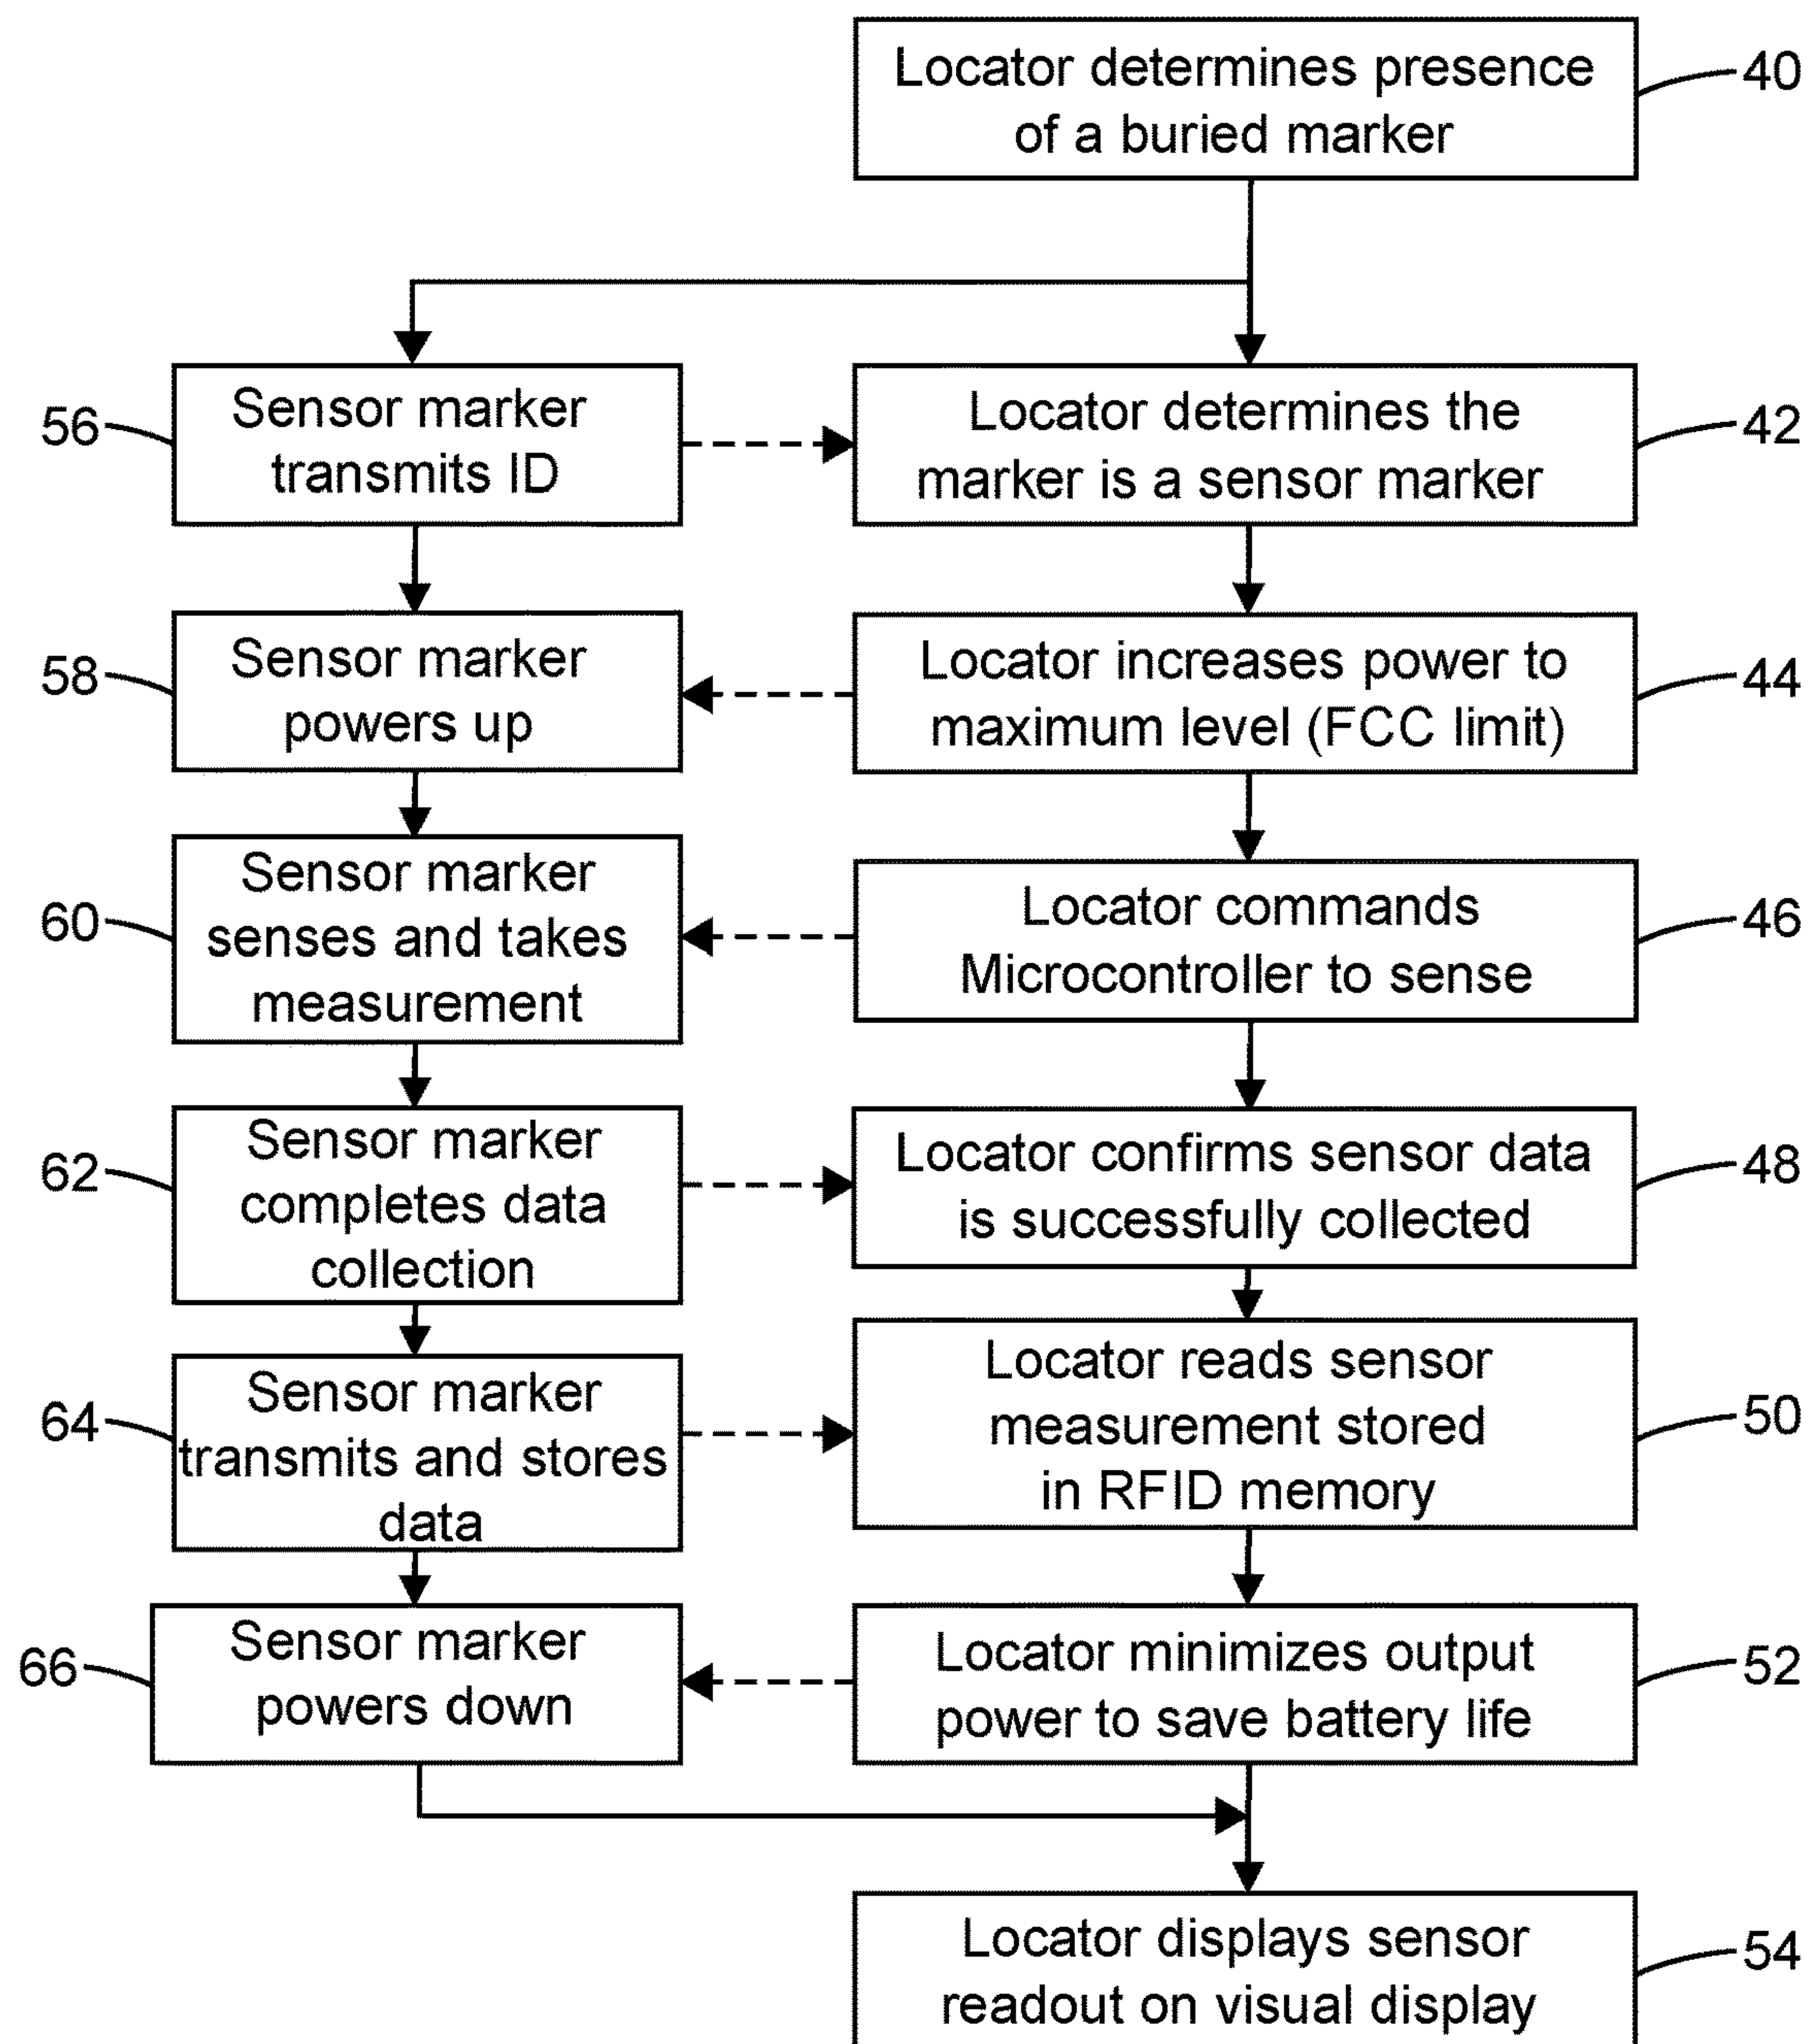 Locator determines presence
of a buried marker
40
56
Sensor marker
transmits ID
Locator determines the
marker is a sensor marker
42
58
Sensor marker
powers up
Locator increases power to
maximum level (FCC limit)
44
60
Sensor marker
senses and takes
measurement
Locator commands
Microcontroller to sense
46
62
Sensor marker
completes data
collection
Locator confirms sensor data
is successfully collected
48
64
Sensor marker
transmits and stores
data
Locator reads sensor
measurement stored
in RFID memory
50
66
Sensor marker
powers down
Locator minimizes output
power to save battery life
52
Locator displays sensor
readout on visual display
54